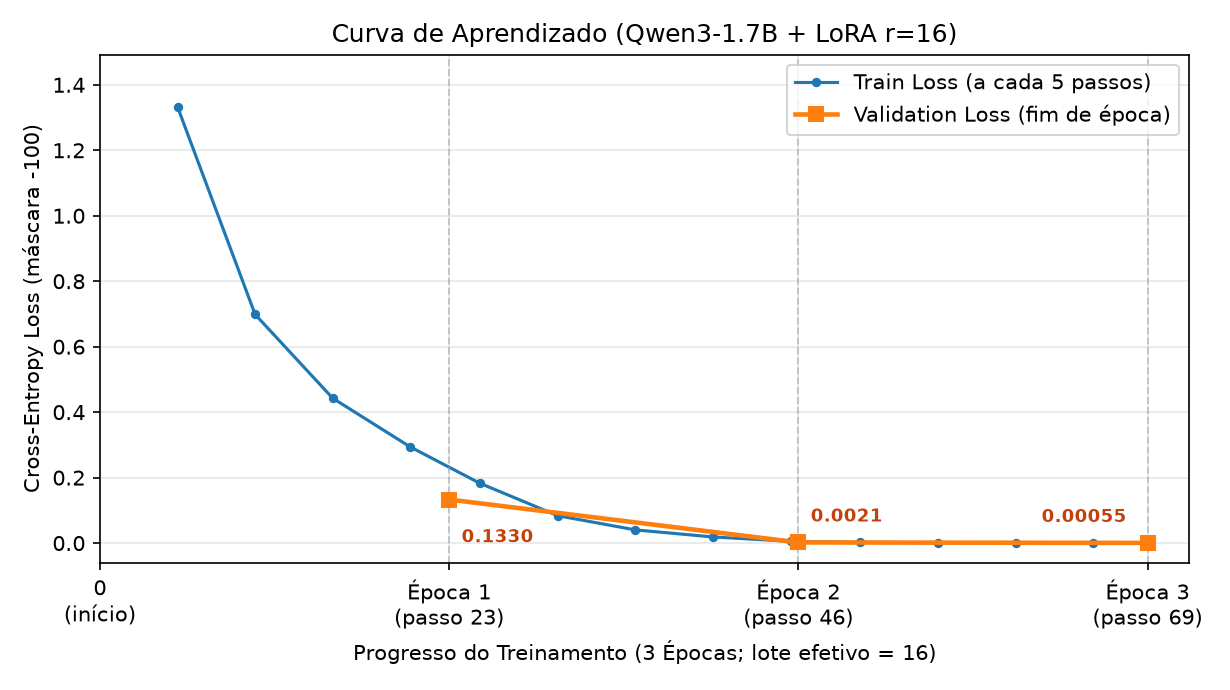 Curva de Aprendizado (Qwen3-1.7B + LoRA r=16)
Train Loss (a cada 5 passos)
Validation Loss (fim de época)
Cross-Entropy Loss (máscara -100)
1.4
1.2
1.0
0.8
0.6
0.4
0.2
0.0
0.1330
0.0021
0.00055
0
(início)
Época 1
(passo 23)
Época 2
(passo 46)
Época 3
(passo 69)
Progresso do Treinamento (3 Épocas; lote efetivo = 16)